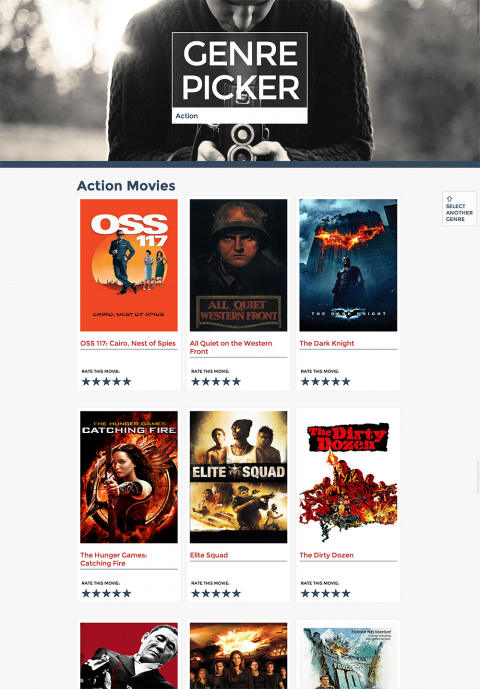 GENRE
PICKER
Action
Action Movies
SELECT
ANOTHER
GENRE
OSS
117
CAIRO, NEST OF SPIES
ALL QUIET
ON THE
WESTERN FRONT
THE DARK KNIGHT
OSS 117: Cairo, Nest of Spies
All Quiet on the Western
Front
The Dark Knight
RATE THIS MOVIE:
RATE THIS MOVIE:
RATE THIS MOVIE:
THE HUNGER GAMES
CATCHING FIRE
ELITE SQUAD
The Dirty
Dozen
The Hunger Games:
Catching Fire
Elite Squad
The Dirty Dozen
RATE THIS MOVIE:
RATE THIS MOVIE:
RATE THIS MOVIE: